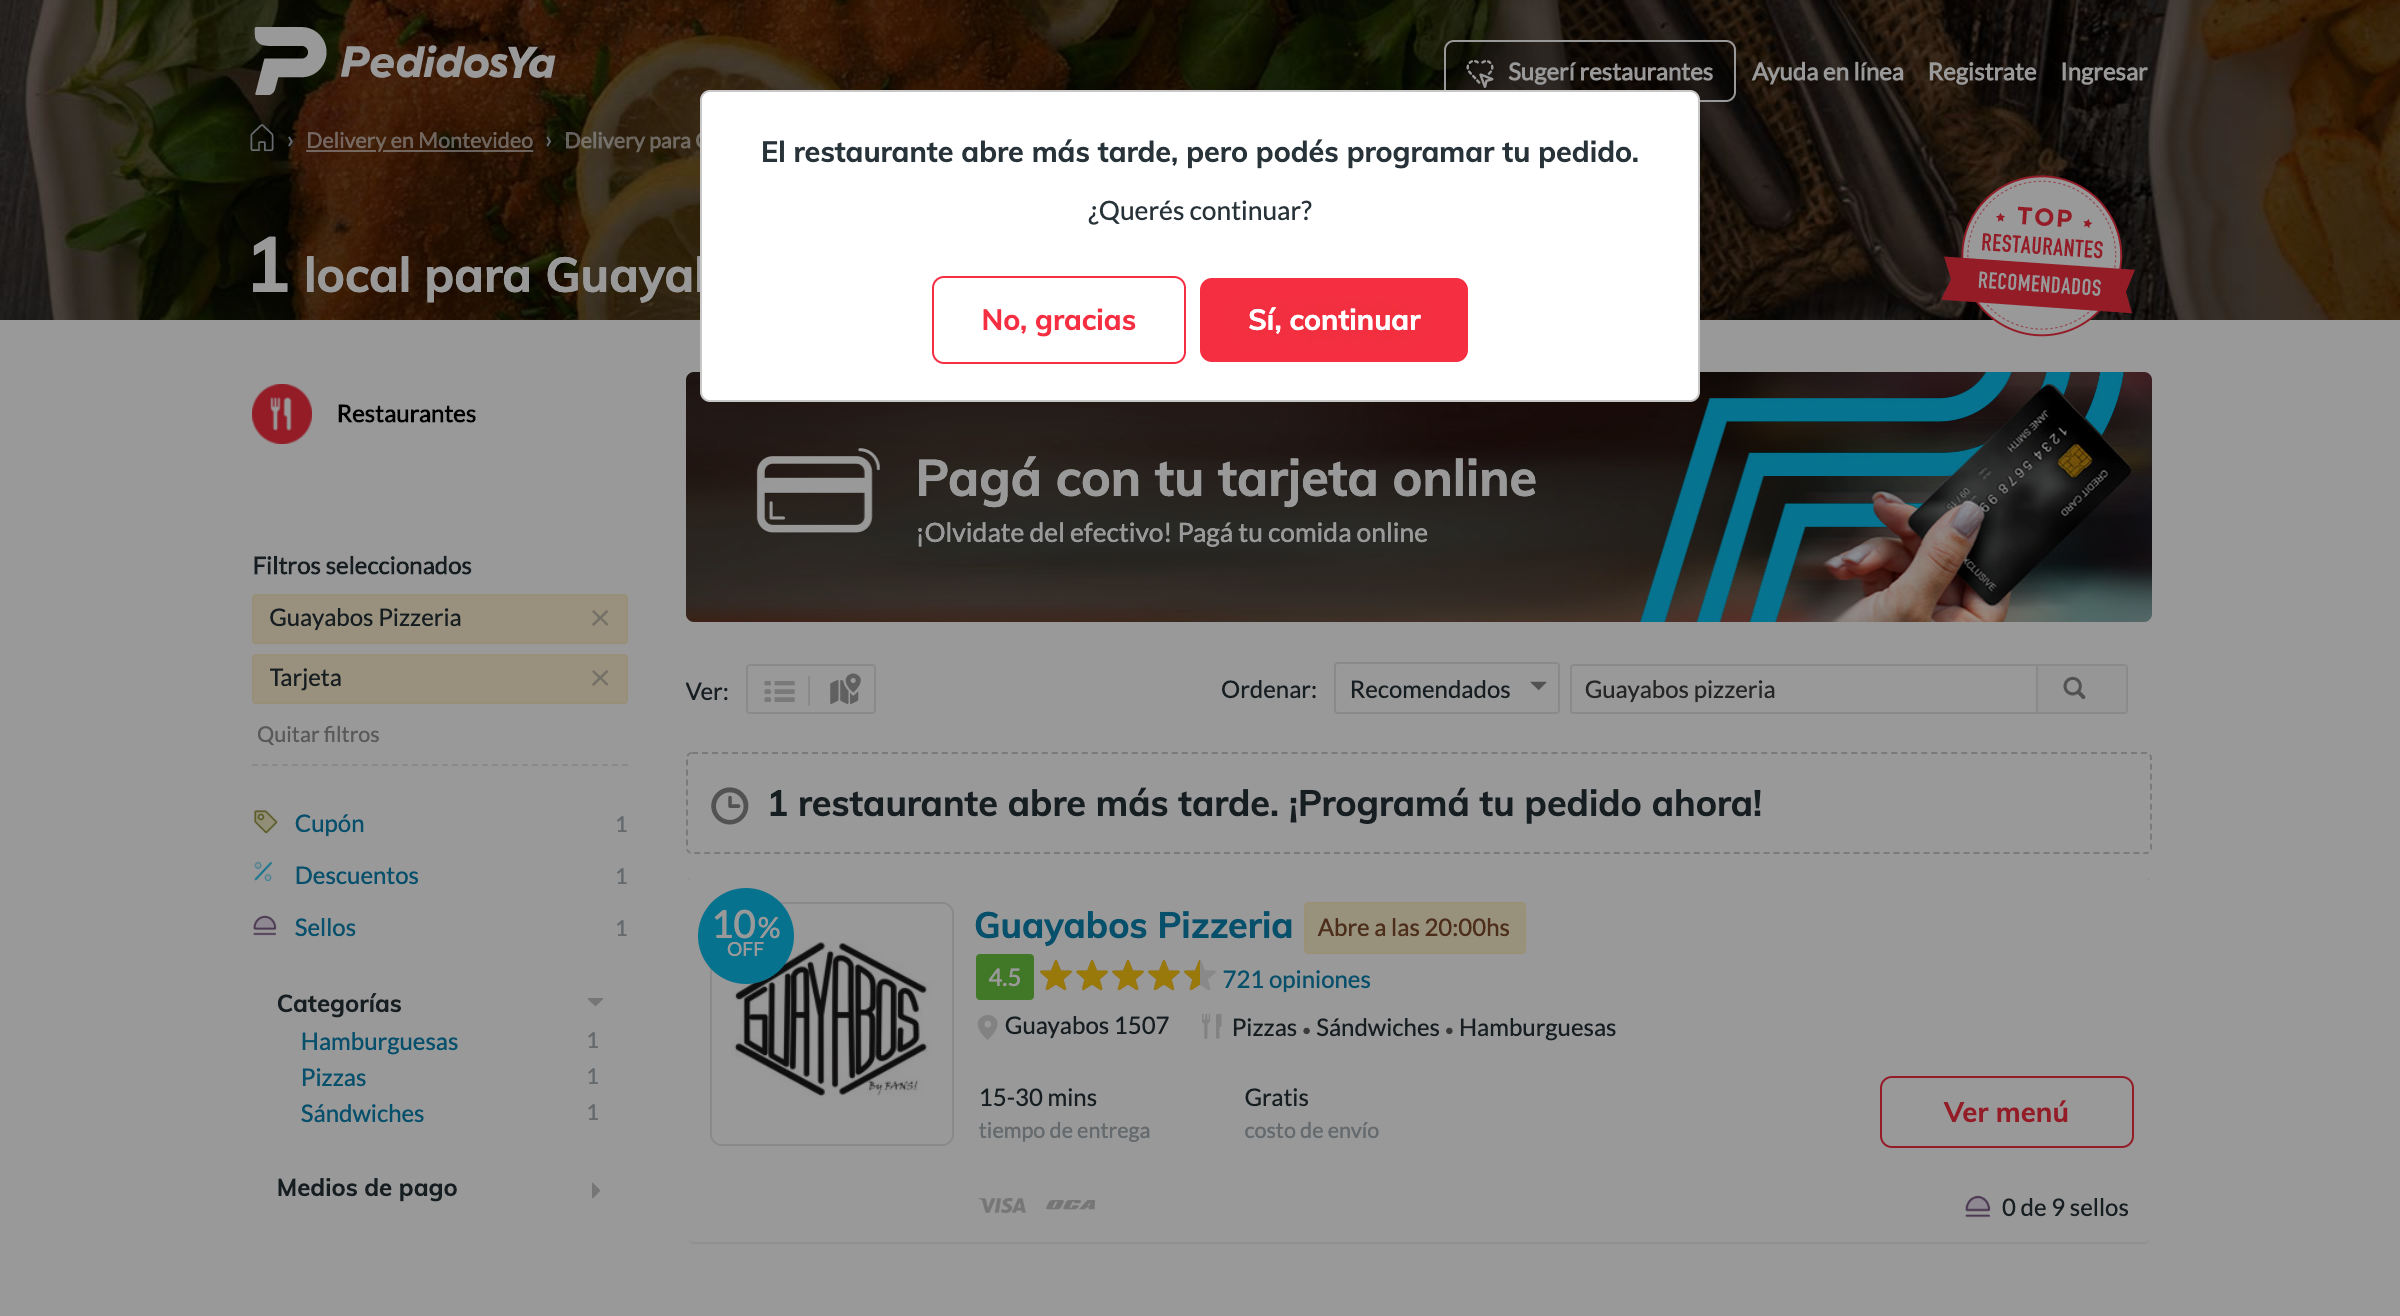 PedidosYa
Sugerí restaurantes
Ayuda en línea
Registrate
Ingresar
Delivery en Montevideo
Delivery para
1 local para
El restaurante abre más tarde, pero podés programar tu pedido.
¿Querés continuar?
No, gracias
Sí, continuar
TOP
RESTAURANTES
RECOMENDADOS
Restaurantes
Pagá con tu tarjeta online
¡Olvidate del efectivo! Pagá tu comida online
JANE SMITH
CREDIT CARD
Filtros seleccionados
Guayabos Pizzeria
Tarjeta
Quitar filtros
Ver:
Ordenar:
Recomendados
Guayabos pizzeria
1 restaurante abre más tarde. ¡Programá tu pedido ahora!
Cupón 1
Descuentos 1
Sellos 1
Categorías
Hamburguesas 1
Pizzas 1
Sándwiches 1
Medios de pago
10% OFF
GUAYABOS
By BANSI
Guayabos Pizzeria
Abre a las 20:00hs
4.5
721 opiniones
Guayabos 1507
Pizzas • Sándwiches • Hamburguesas
15-30 mins
tiempo de entrega
Gratis
costo de envío
Ver menú
VISA
OCA
0 de 9 sellos